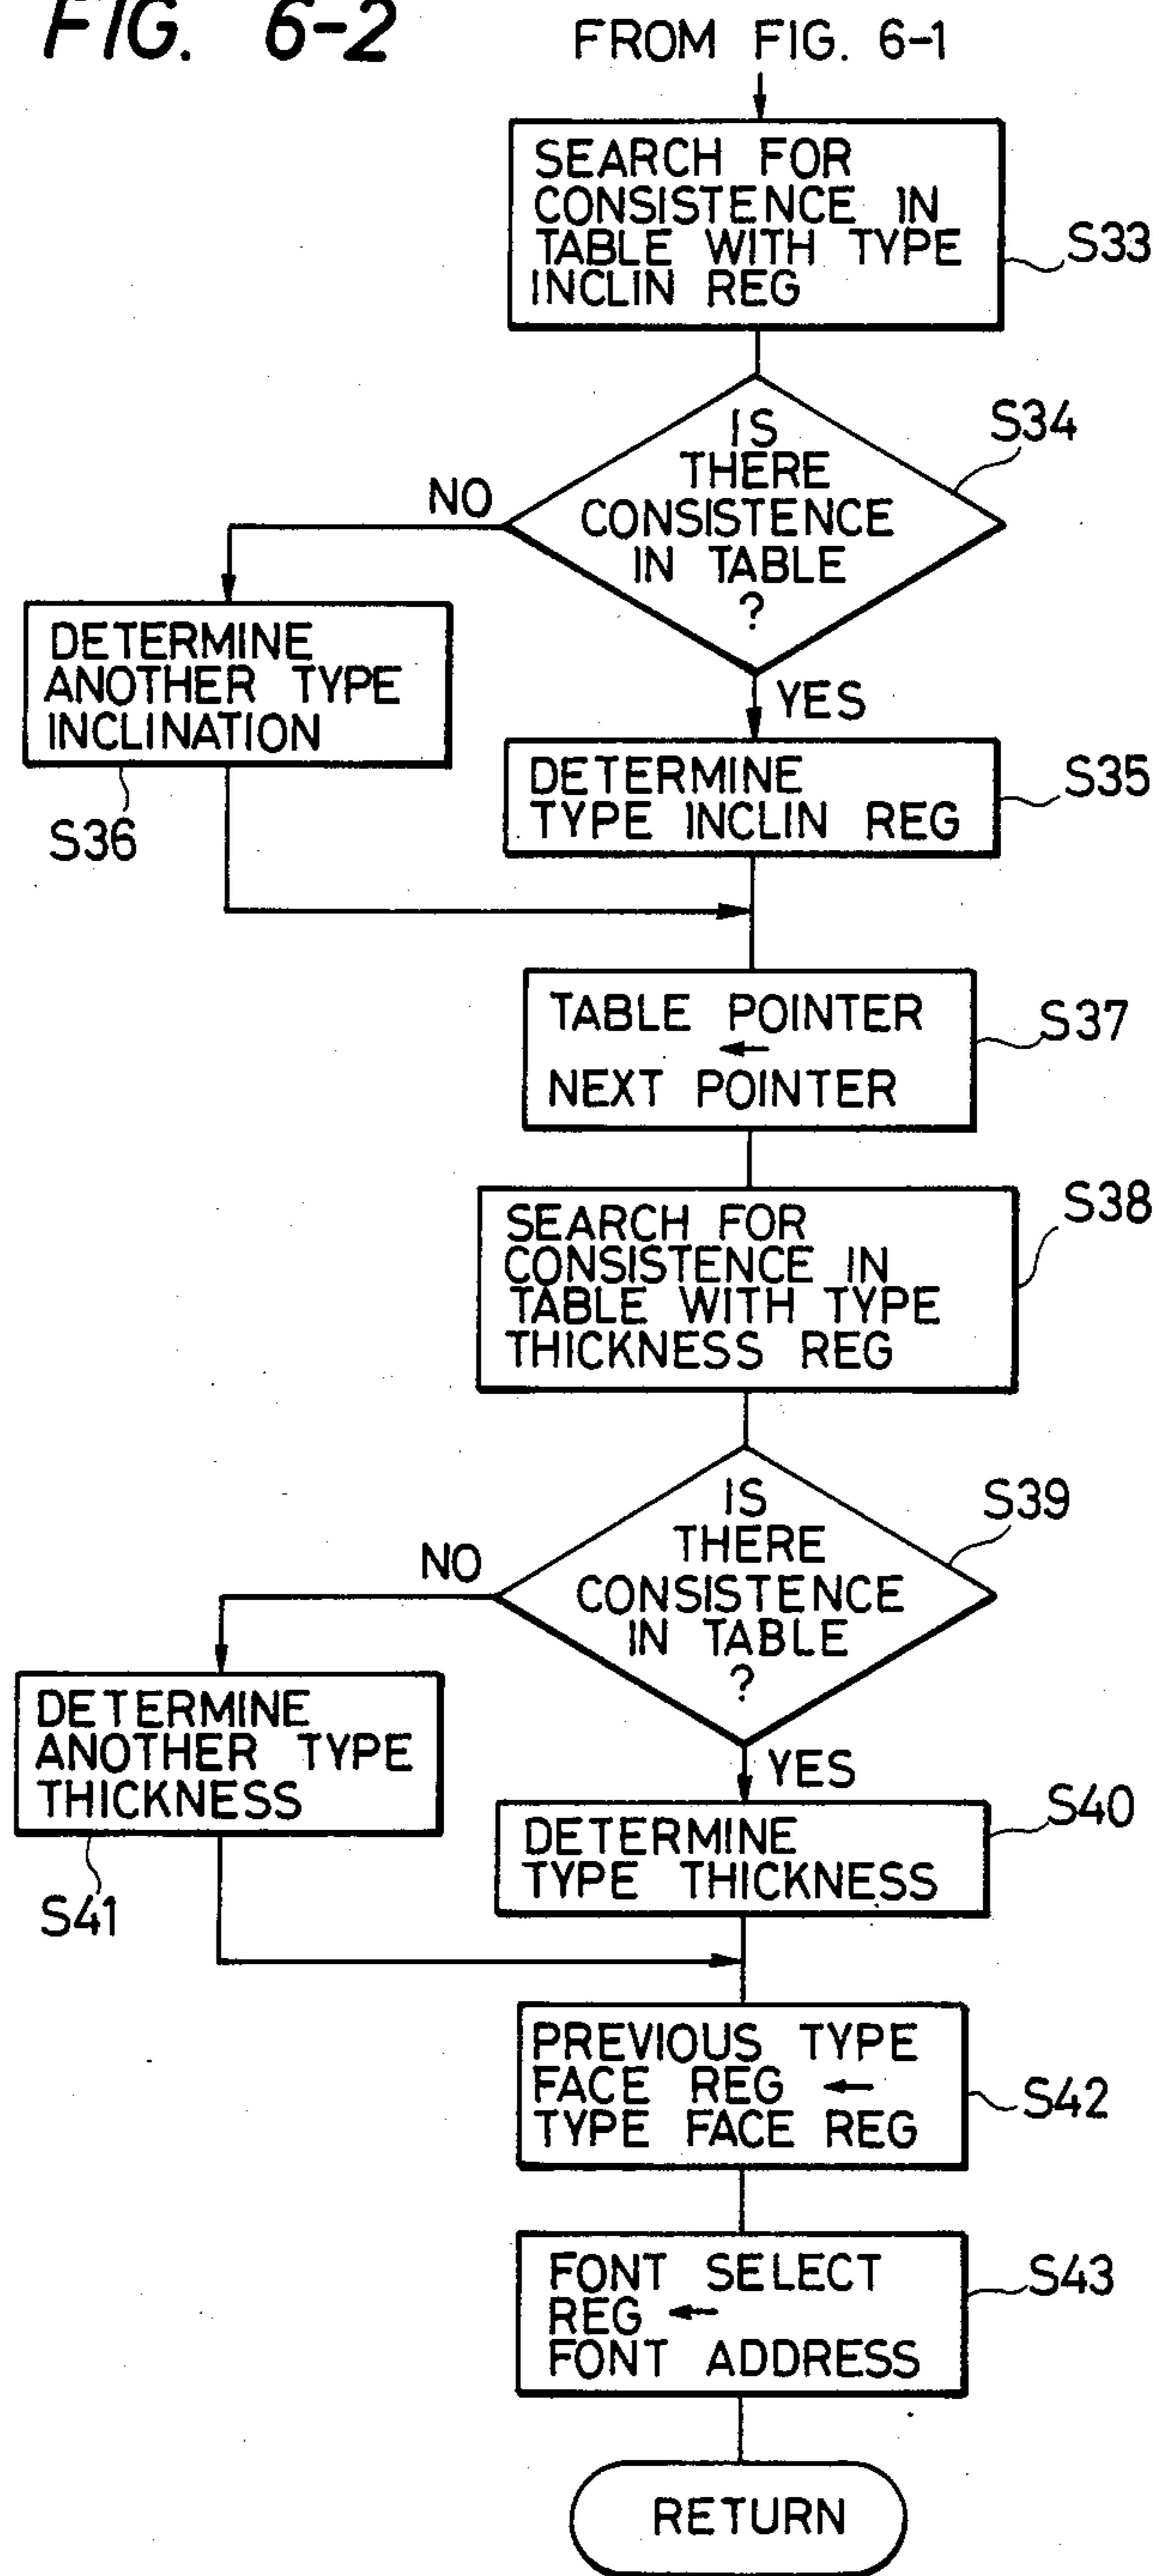 FIG. 6-2
FROM FIG. 6-1
SEARCH FOR
CONSISTENCE IN
TABLE WITH TYPE
INCLIN REG
S33
IS
THERE
CONSISTENCE
IN TABLE
?
S34
NO
YES
DETERMINE
ANOTHER TYPE
INCLINATION
S36
DETERMINE
TYPE INCLIN REG
S35
TABLE POINTER
←
NEXT POINTER
S37
SEARCH FOR
CONSISTENCE IN
TABLE WITH TYPE
THICKNESS REG
S38
IS
THERE
CONSISTENCE
IN TABLE
?
S39
NO
YES
DETERMINE
ANOTHER TYPE
THICKNESS
S41
DETERMINE
TYPE THICKNESS
S40
PREVIOUS TYPE
FACE REG ←
TYPE FACE REG
S42
FONT SELECT
REG ←
FONT ADDRESS
S43
RETURN